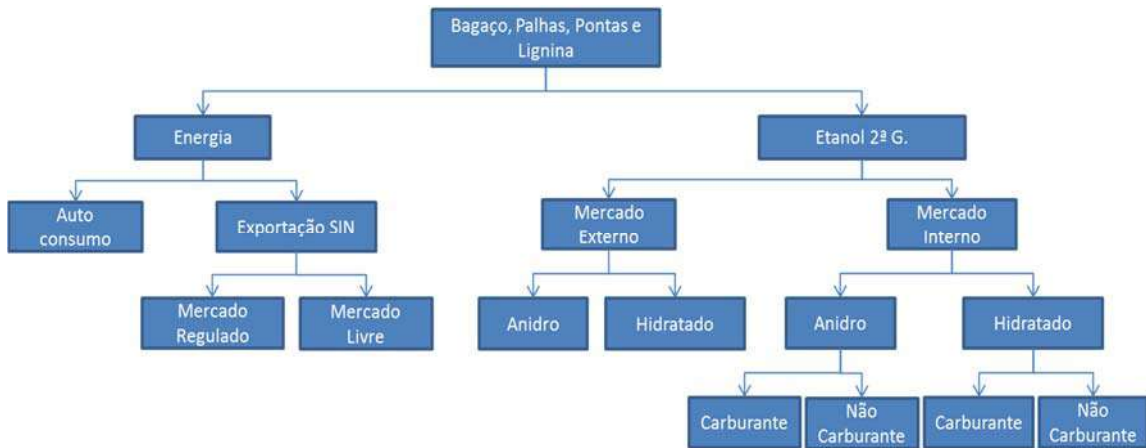 Bagaço, Palhas, Pontas e
Lignina
Energia
Etanol 2ª G.
Auto
consumo
Exportação SIN
Mercado
Externo
Mercado
Interno
Mercado
Regulado
Mercado
Livre
Anidro
Hidratado
Anidro
Hidratado
Carburante
Não
Carburante
Carburante
Não
Carburante